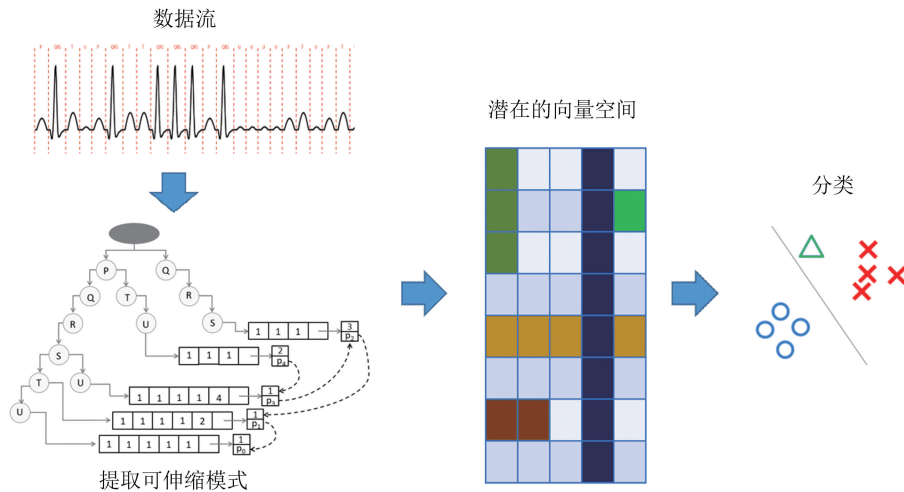 数据流
潜在的向量空间
分类
P Q
Q T R
R U S
S
T U
U
1 1 1 3
P₂
1 1 1 2
P₄
1 1 1 1 4 1
P₃
1 1 1 1 2 1
P₁
1 1 1 1 1 1
P₀
提取可伸缩模式